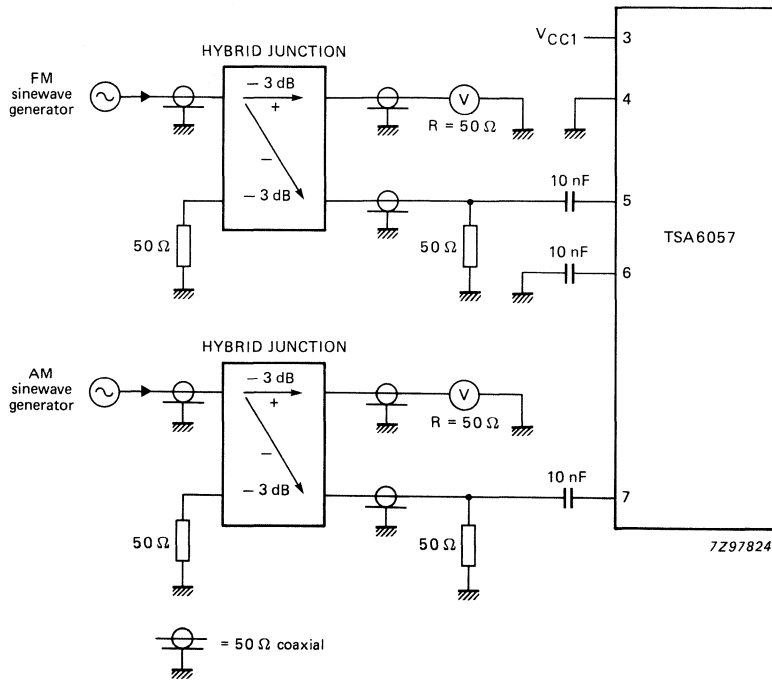 VCC1
3
HYBRID JUNCTION
FM
sinewave
generator
− 3 dB
+
−
− 3 dB
V
R = 50 Ω
4
10 nF
5
TSA6057
50 Ω
50 Ω
10 nF
6
HYBRID JUNCTION
AM
sinewave
generator
− 3 dB
+
−
− 3 dB
V
R = 50 Ω
10 nF
7
50 Ω
50 Ω
7Z97824
= 50 Ω coaxial